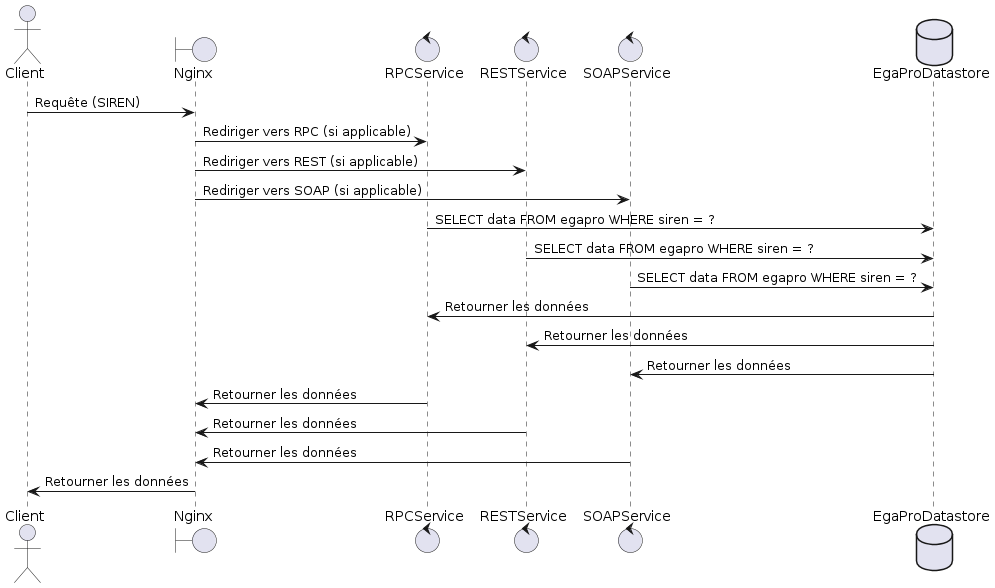 Client
Nginx
RPCService
RESTService
SOAPService
EgaProDatastore
Requête (SIREN)
Rediriger vers RPC (si applicable)
Rediriger vers REST (si applicable)
Rediriger vers SOAP (si applicable)
SELECT data FROM egapro WHERE siren = ?
SELECT data FROM egapro WHERE siren = ?
SELECT data FROM egapro WHERE siren = ?
Retourner les données
Retourner les données
Retourner les données
Retourner les données
Retourner les données
Retourner les données
Retourner les données
Client
Nginx
RPCService
RESTService
SOAPService
EgaProDatastore